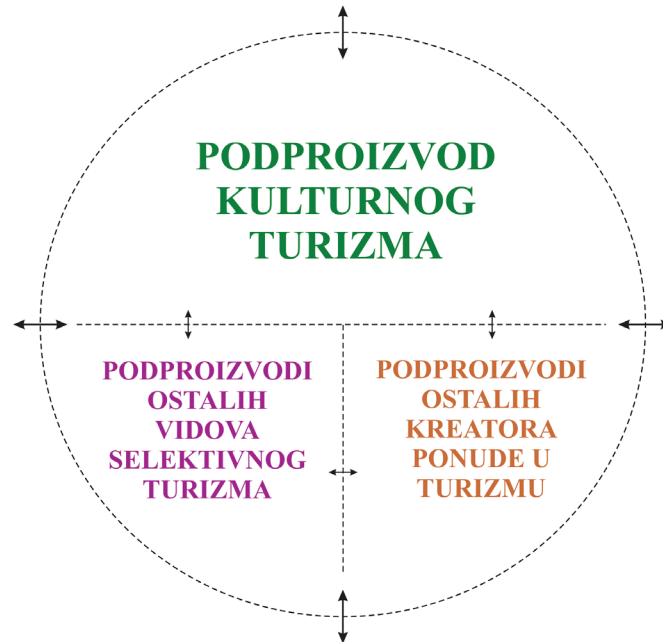 PODPROIZVOD
KULTURNOG
TURIZMA
PODPROIZVODI
OSTALIH
VIDOVA
SELEKTIVNOG
TURIZMA
PODPROIZVODI
OSTALIH
KREATORA
PONUDE U
TURIZMU